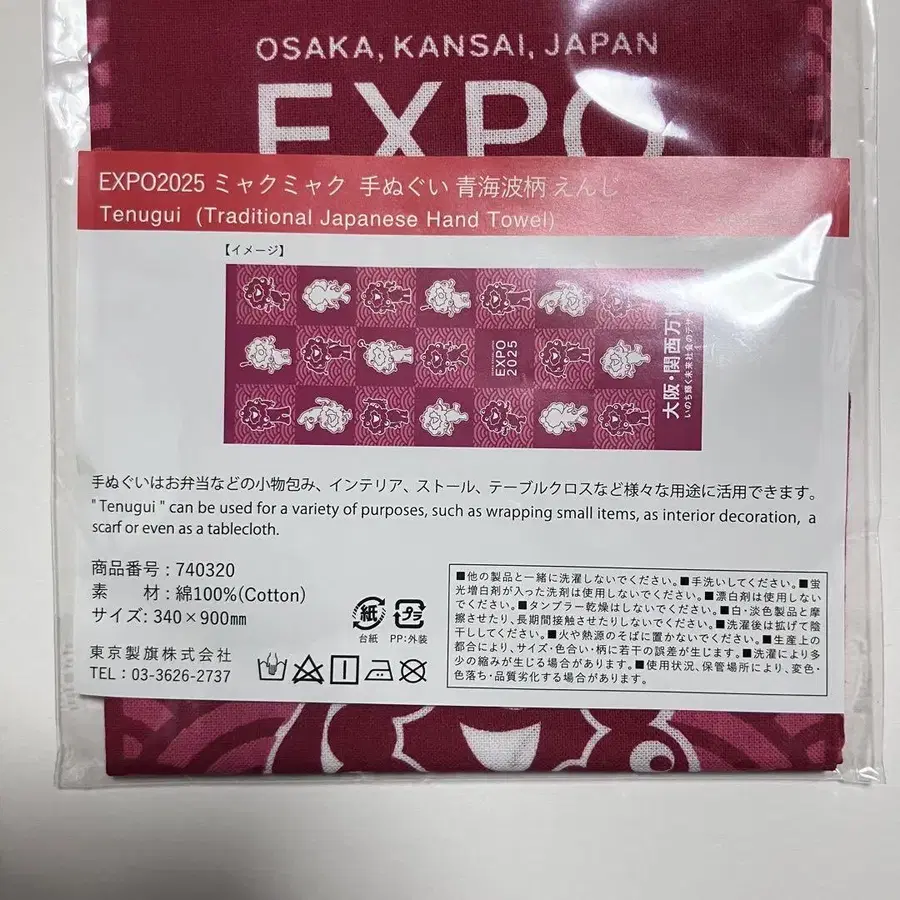 OSAKA, KANSAI, JAPAN
EXPO
EXPO2025 ミャクミャク 手ぬぐい 青海波柄 えんじ
Tenugui (Traditional Japanese Hand Towel)
【イメージ】
EXPO
2025
大阪・関西万
いのち輝く未来社会のデザ
手ぬぐいはお弁当などの小物包み、インテリア、ストール、テーブルクロスなど様々な用途に活用できます。
" Tenugui " can be used for a variety of purposes, such as wrapping small items, as interior decoration, a
scarf or even as a tablecloth.
商品番号 : 740320
素 材 : 綿100%(Cotton)
サイズ: 340×900mm
東京製旗株式会社
TEL : 03-3626-2737
紙
台紙
プラ
PP:外装
■他の製品と一緒に洗濯しないでください。■手洗いしてください。■蛍
光増白剤が入った洗剤は使用しないでください。■漂白剤は使用しない
でください。■タンブラー乾燥はしないでください。■白・淡色製品と摩
擦させたり、長期間接触させたりしないでください。■洗濯後は拡げて陰
干ししてください。■火や熱源のそばに置かないでください。■生産上の
都合により、サイズ・色合い・柄に若干の誤差が生じます。■洗濯により多
少の縮みが生じる場合があります。■使用状況、保管場所により、変色・
色落ち・品質劣化する場合があります。